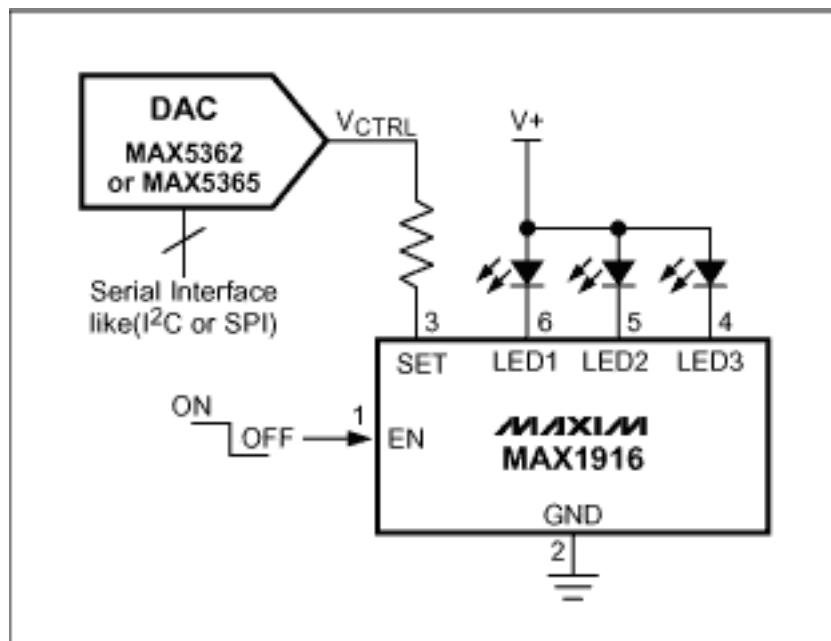 DAC
MAX5362
or MAX5365
VCTRL
V+
Serial Interface
like(I²C or SPI)
3
6
5
4
SET
LED1
LED2
LED3
ON
OFF
1
EN
MAXIM
MAX1916
GND
2